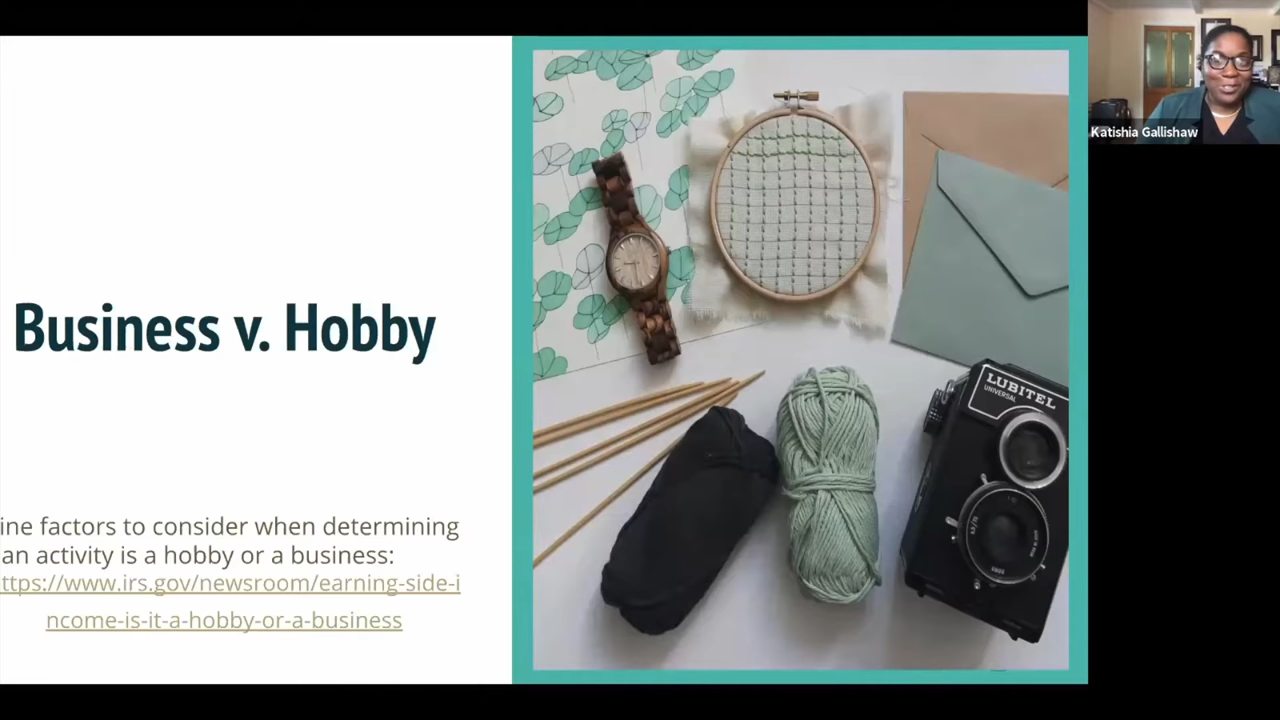 Business v. Hobby
ine factors to consider when determining
an activity is a hobby or a business:
ttps://www.irs.gov/newsroom/earning-side-i
ncome-is-it-a-hobby-or-a-business
LUBITEL
UNIVERSAL
Katishia Gallishaw